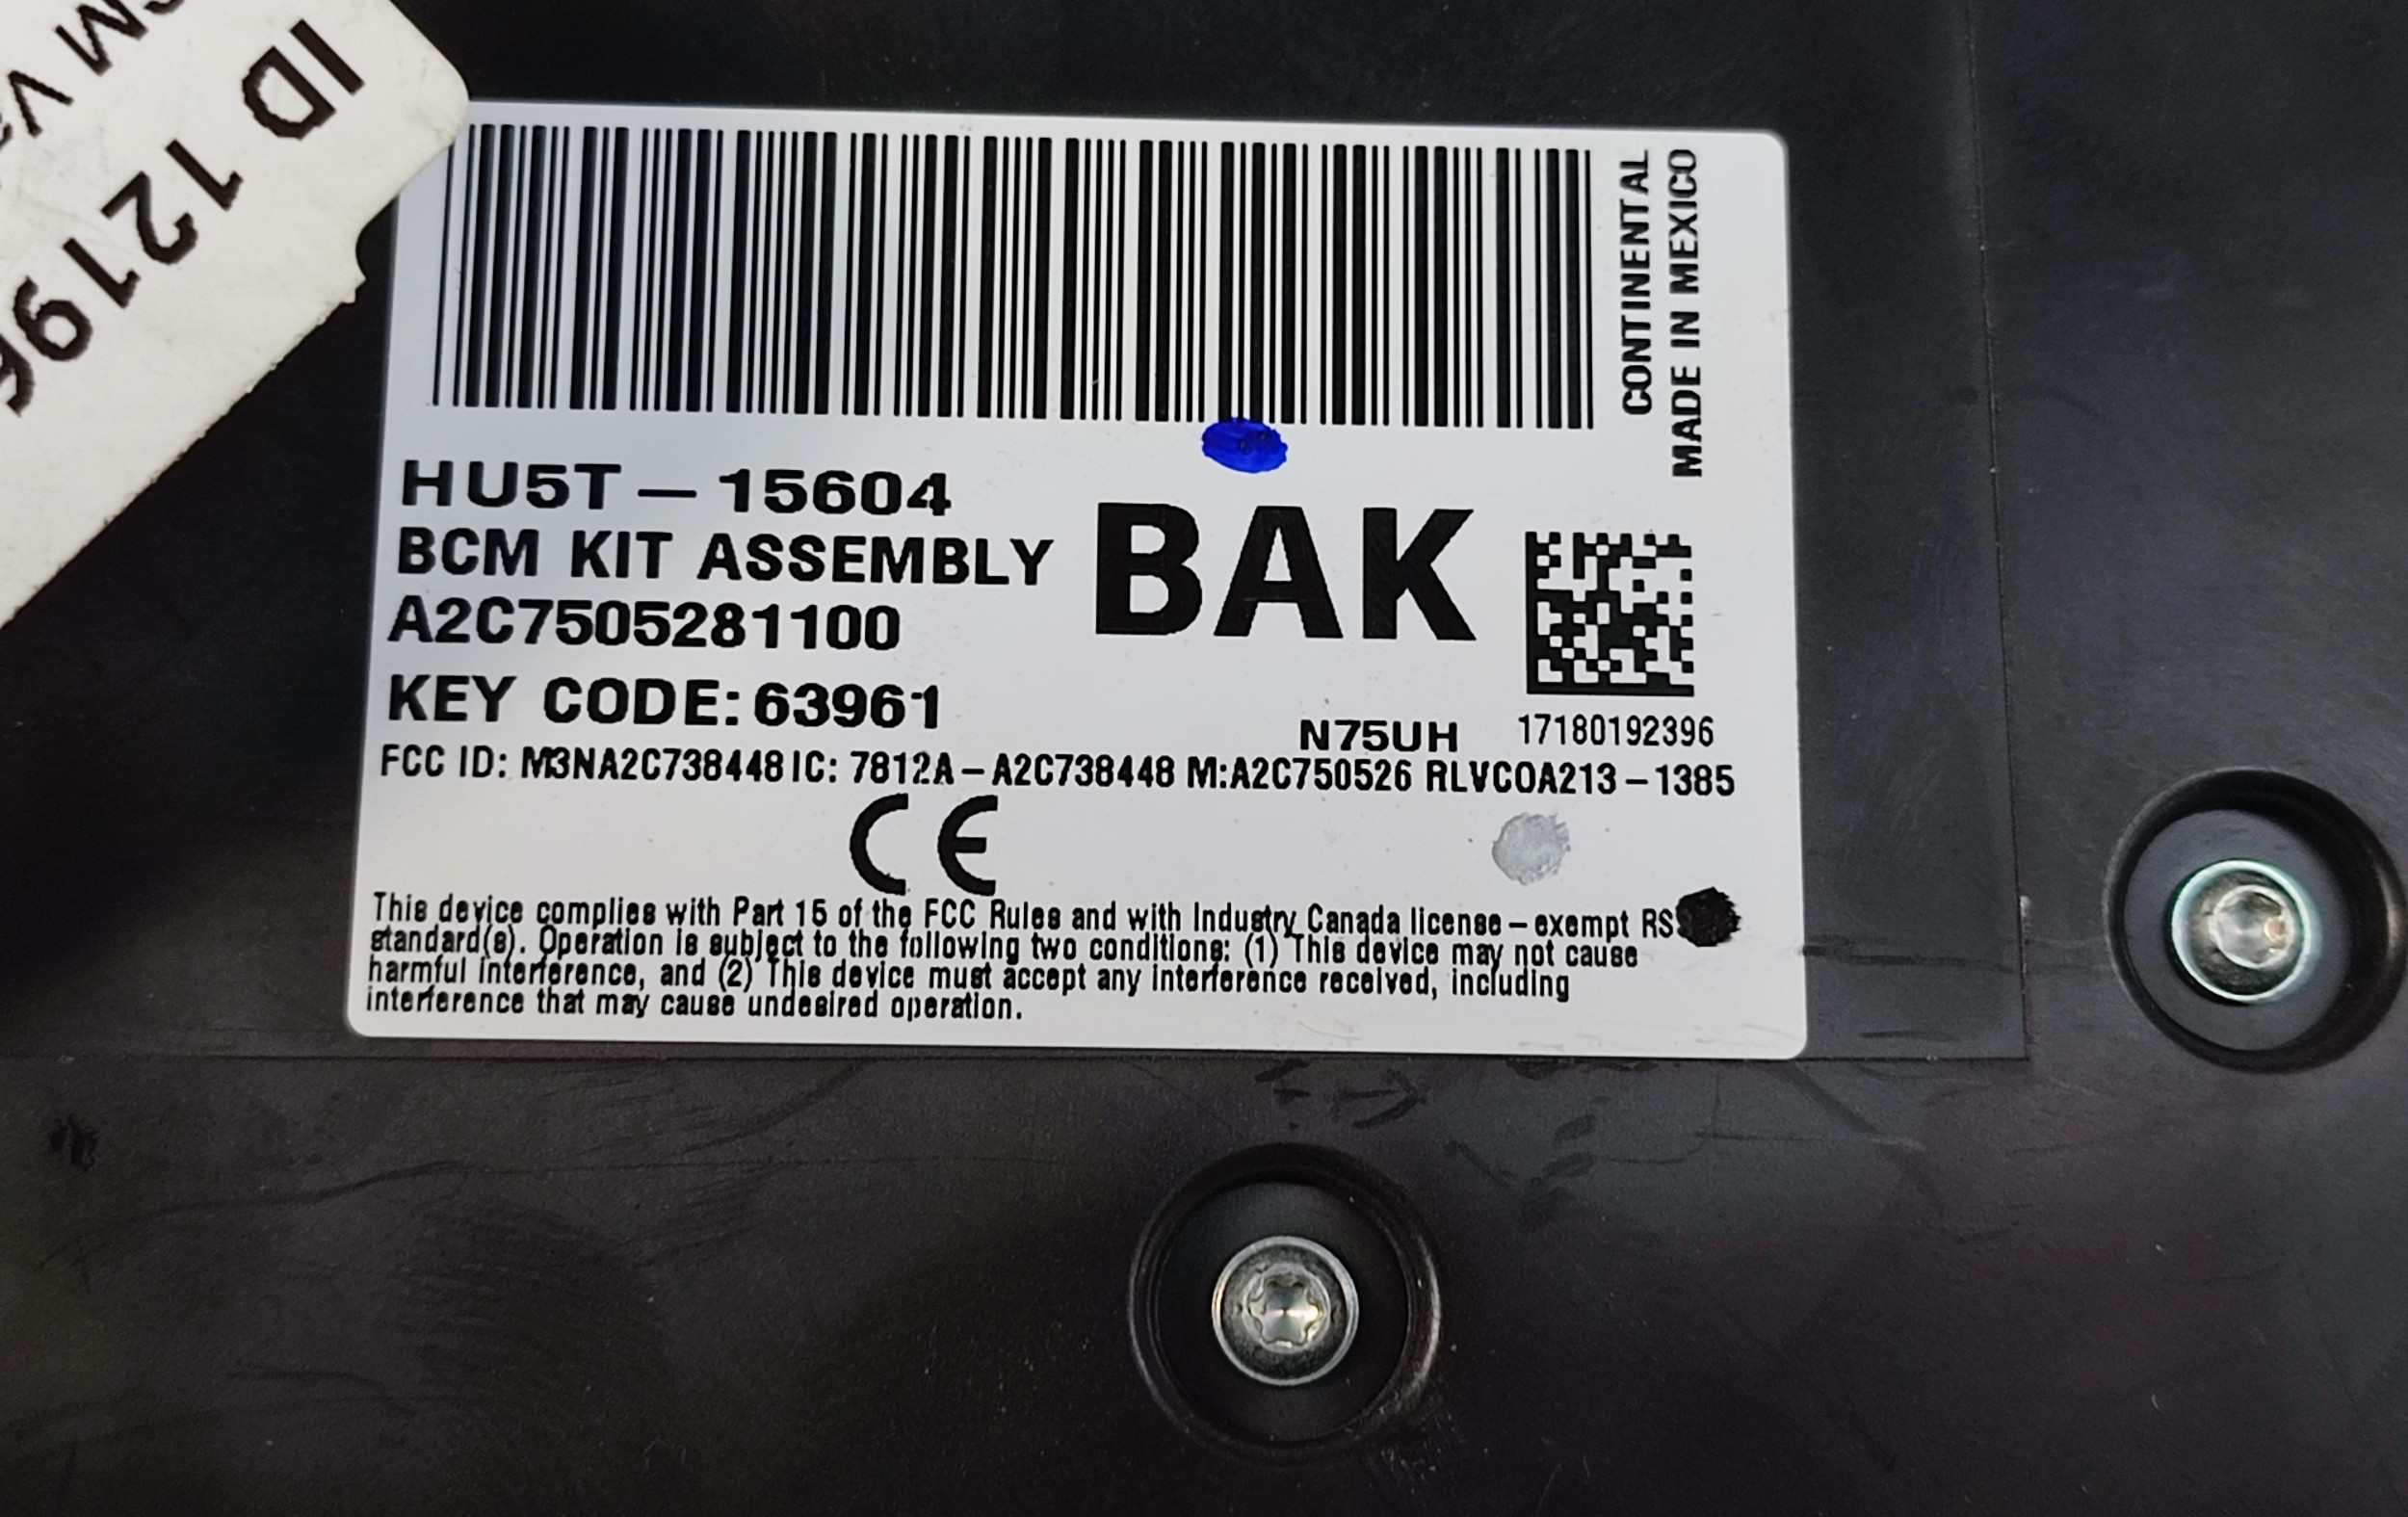 ID 1219
CONTINENTAL
MADE IN MEXICO
HU5T – 15604
BCM KIT ASSEMBLY
A2C7505281100
BAK
KEY CODE: 63961
N75UH
17180192396
FCC ID: M3NA2C738448 IC: 7812A – A2C738448 M:A2C750526 RLVCOA213 – 1385
CE
This device complies with Part 15 of the FCC Rules and with Industry Canada license – exempt RS
standard(s). Operation is subject to the following two conditions: (1) This device may not cause
harmful interference, and (2) This device must accept any interference received, including
interference that may cause undesired operation.